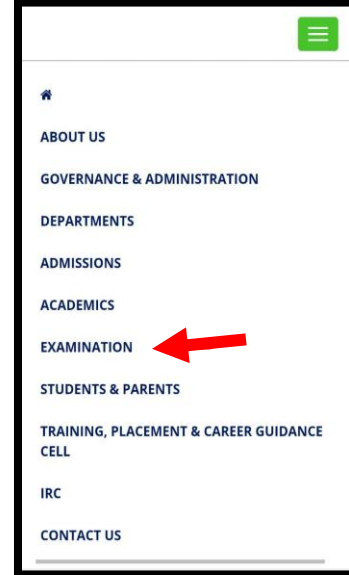 ABOUT US
GOVERNANCE & ADMINISTRATION
DEPARTMENTS
ADMISSIONS
ACADEMICS
EXAMINATION
STUDENTS & PARENTS
TRAINING, PLACEMENT & CAREER GUIDANCE
CELL
IRC
CONTACT US